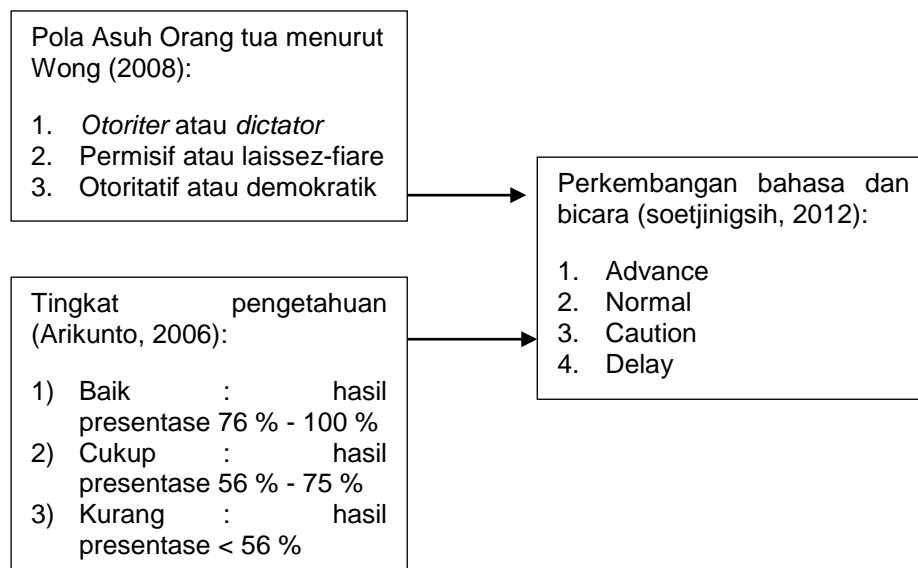 Pola Asuh Orang tua menurut
Wong (2008):
1. Otoriter atau dictator
2. Permisif atau laissez-fiare
3. Otoritatif atau demokratik
Perkembangan bahasa dan
bicara (soetjinigsih, 2012):
1. Advance
2. Normal
3. Caution
4. Delay
Tingkat pengetahuan
(Arikunto, 2006):
1) Baik : hasil
presentase 76 % - 100 %
2) Cukup : hasil
presentase 56 % - 75 %
3) Kurang : hasil
presentase < 56 %